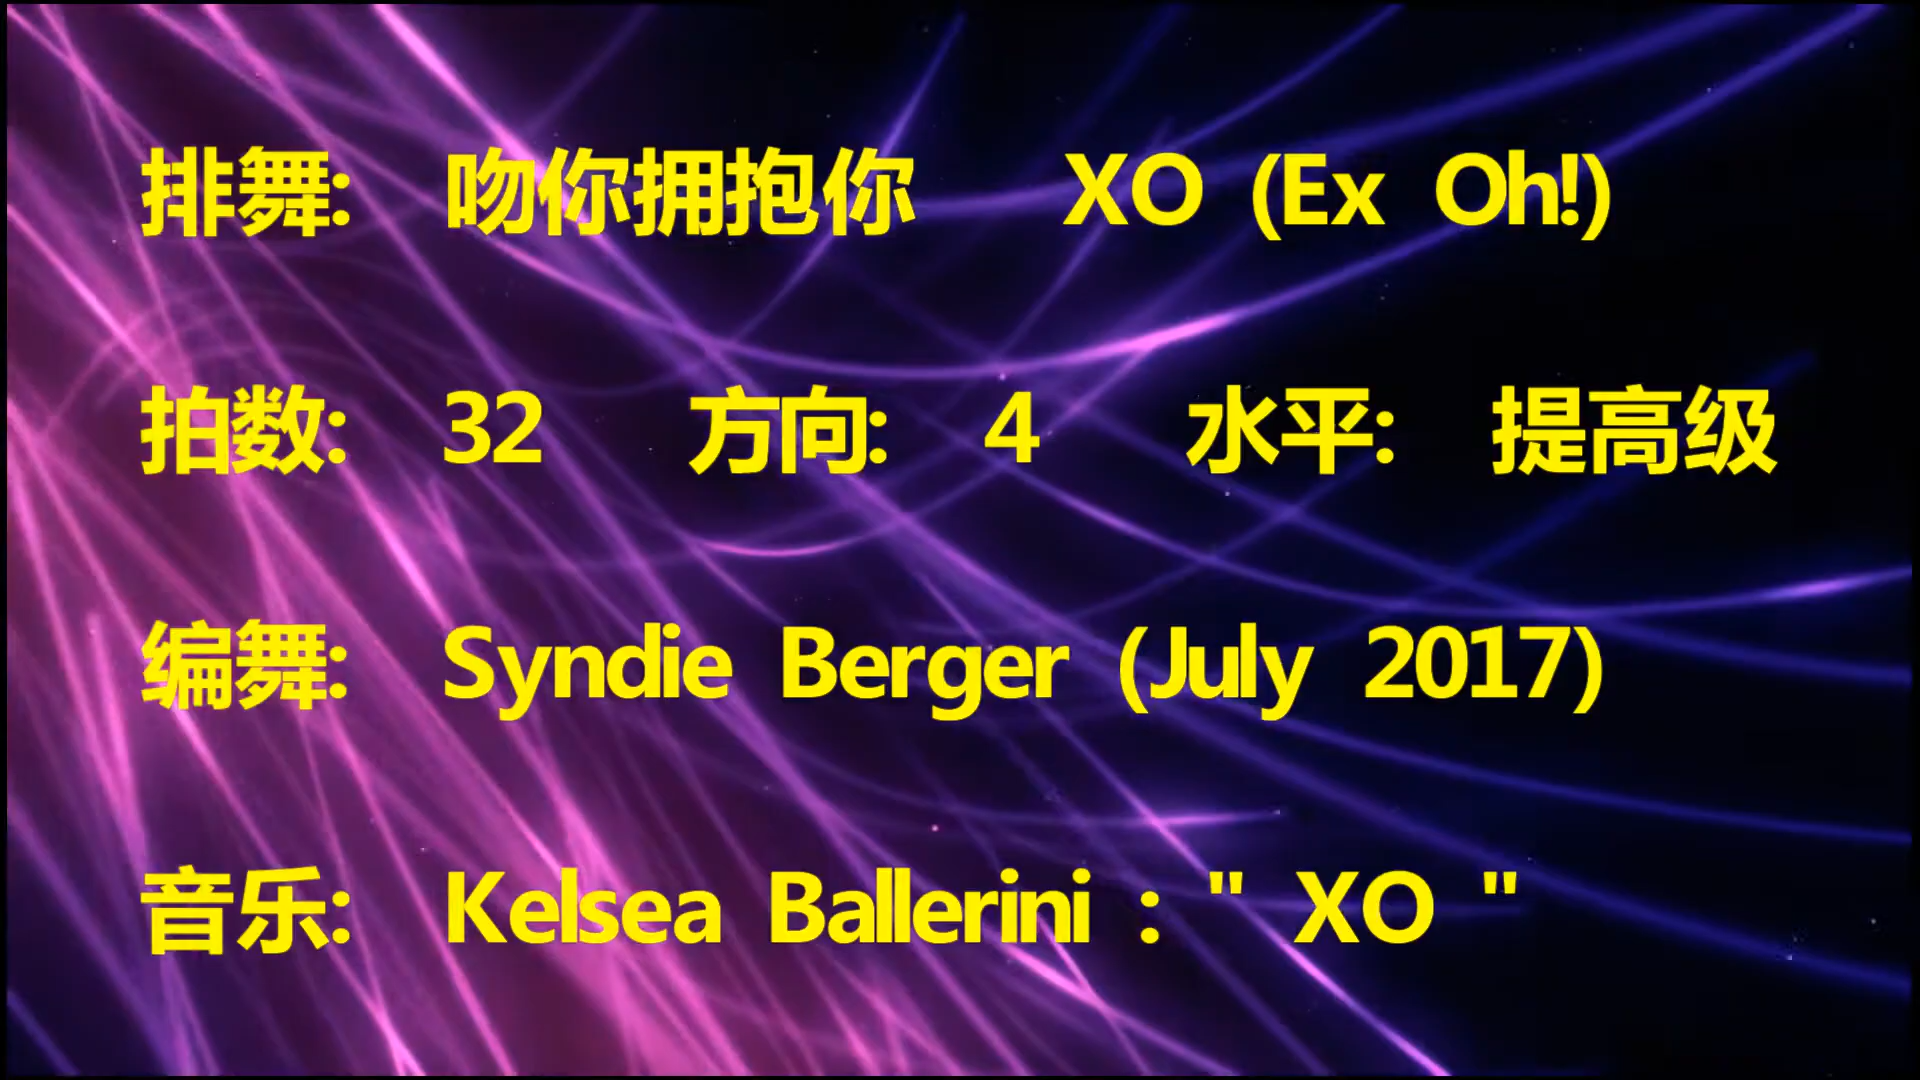 排舞: 吻你拥抱你 XO (Ex Oh!)
拍数: 32 方向: 4 水平: 提高级
编舞: Syndie Berger (July 2017)
音乐: Kelsea Ballerini : " XO "